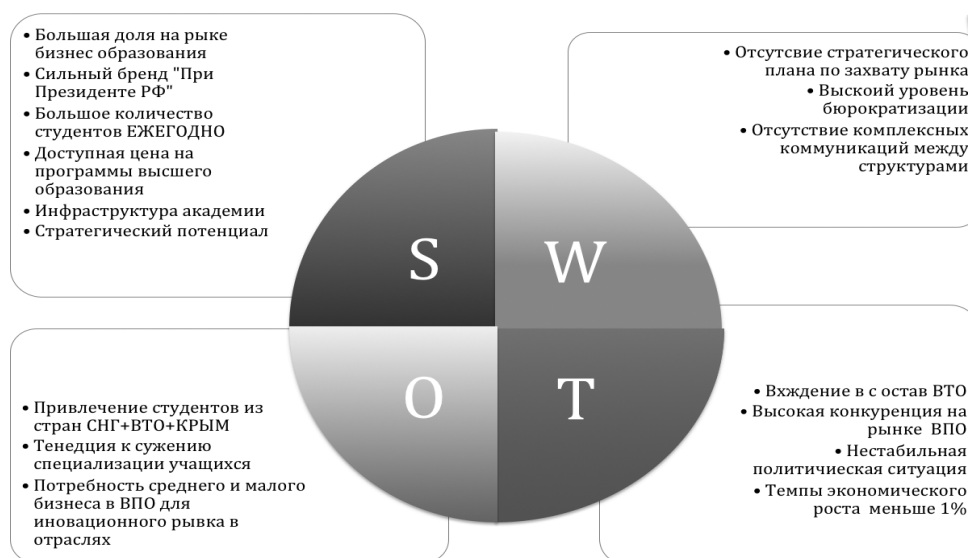 • Большая доля на рыке
бизнес образования
• Сильный бренд "При
Президенте РФ"
• Большое количество
студентов ЕЖЕГОДНО
• Доступная цена на
программы высшего
образования
• Инфраструктура академии
• Стратегический потенциал
• Отсутсвие стратегического
плана по захвату рынка
• Выскоий уровень
бюрократизации
• Отсутствие комплексных
коммуникаций между
структурами
S
W
O
T
• Привлечение студентов из
стран СНГ+ВТО+КРЫМ
• Тенедция к сужению
специализации учащихся
• Потребность среднего и малого
бизнеса в ВПО для
иновационного рывка в
отраслях
• Вхждение в с остав ВТО
• Высокая конкуренция на
рынке ВПО
• Нестабильная
политичиеская ситуация
• Темпы экономического
роста меньше 1%